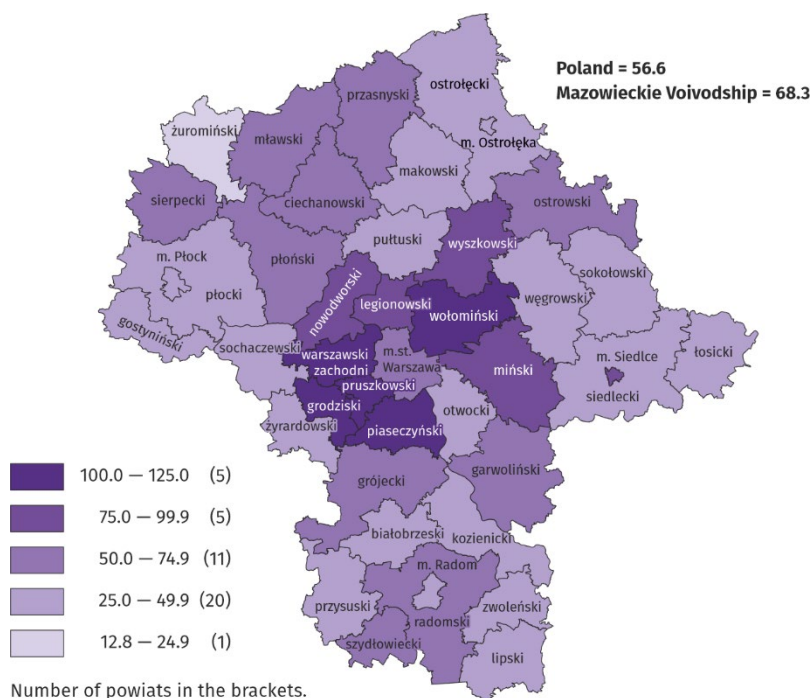 Poland = 56.6
Mazowieckie Voivodship = 68.3
ostrołęcki
przasnyski
żuromiński
mławski
m. Ostrołęka
makowski
sierpecki
ciechanowski
ostrowski
pułtuski
wyszkowski
m. Płock
płoński
sokołowski
płocki
nowodworski
legionowski
węgrowski
wołomiński
gostyniński
sochaczewski
warszawski
zachodni
m.st.
Warszawa
m. Siedlce
łosicki
pruszkowski
miński
siedlecki
grodziski
otwocki
żyrardowski
piaseczyński
grójecki
garwoliński
białobrzeski
kozienicki
m. Radom
przysuski
zwoleński
radomski
szydłowiecki
lipski
100.0 — 125.0 (5)
75.0 — 99.9 (5)
50.0 — 74.9 (11)
25.0 — 49.9 (20)
12.8 — 24.9 (1)
Number of powiats in the brackets.